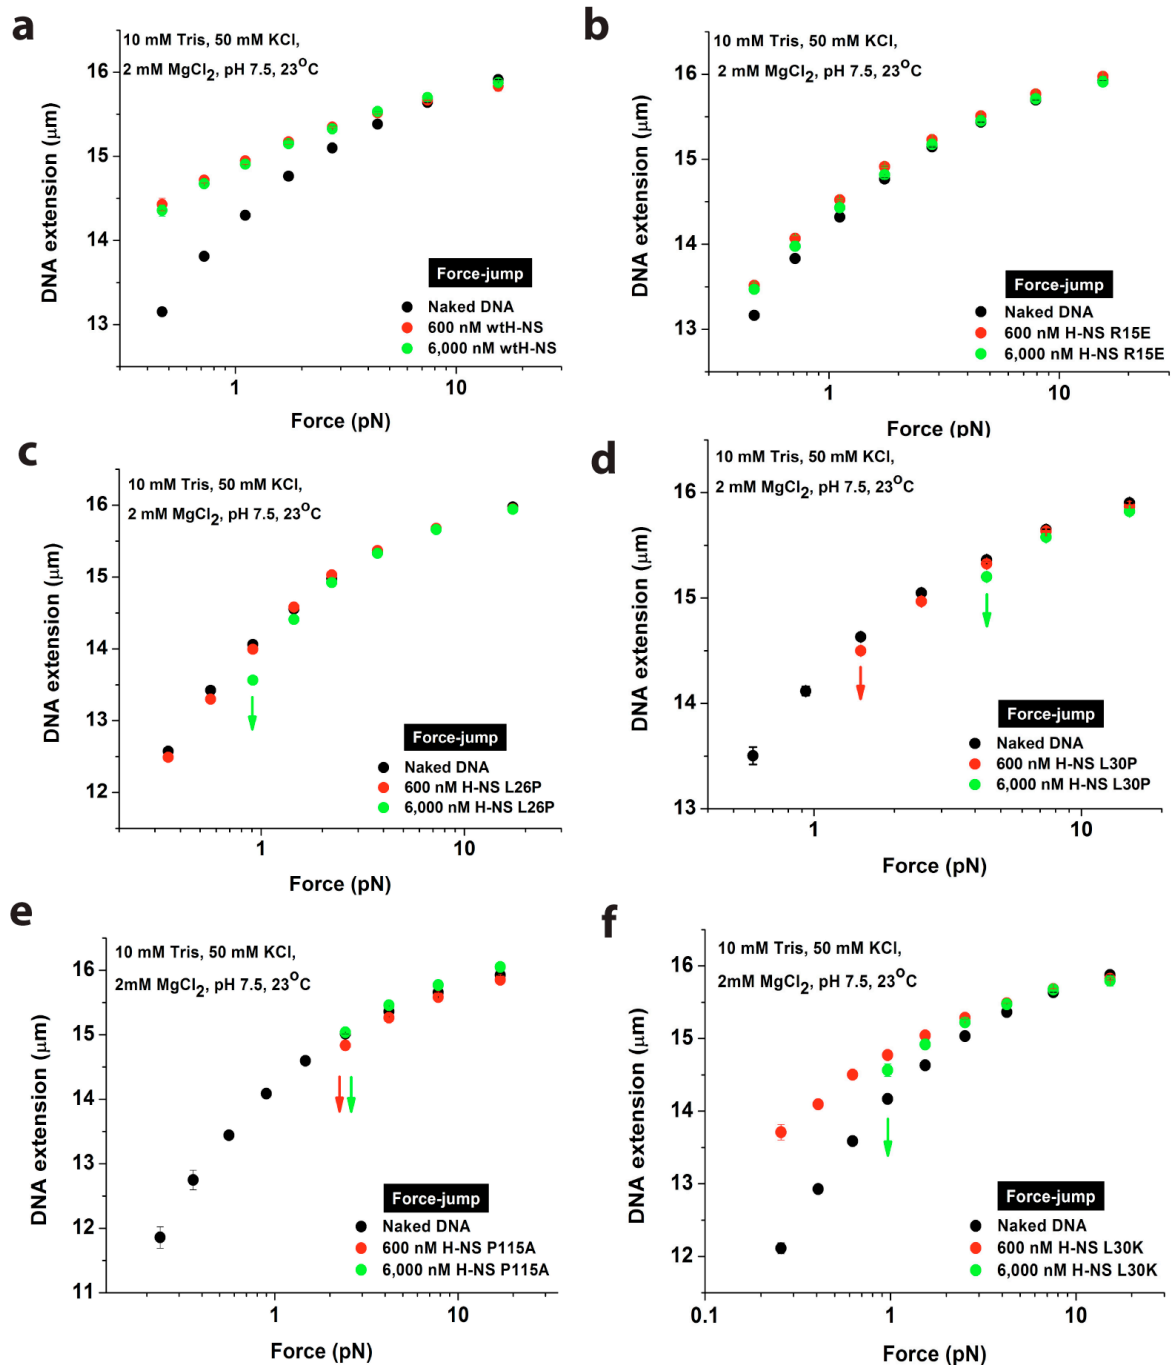 a
10 mM Tris, 50 mM KCl,
2 mM MgCl2, pH 7.5, 23°C
DNA extension (μm)
16
15
14
13
Force-jump
Naked DNA
600 nM wtH-NS
6,000 nM wtH-NS
1
10
Force (pN)
b
10 mM Tris, 50 mM KCl,
2 mM MgCl2, pH 7.5, 23°C
DNA extension (μm)
16
15
14
13
Force-jump
Naked DNA
600 nM H-NS R15E
6,000 nM H-NS R15E
1
10
Force (pN)
c
10 mM Tris, 50 mM KCl,
2 mM MgCl2, pH 7.5, 23°C
DNA extension (μm)
16
15
14
13
12
Force-jump
Naked DNA
600 nM H-NS L26P
6,000 nM H-NS L26P
1
10
Force (pN)
d
10 mM Tris, 50 mM KCl,
2 mM MgCl2, pH 7.5, 23°C
DNA extension (μm)
16
15
14
13
Force-jump
Naked DNA
600 nM H-NS L30P
6,000 nM H-NS L30P
1
10
Force (pN)
e
10 mM Tris, 50 mM KCl,
2mM MgCl2, pH 7.5, 23°C
DNA extension (μm)
16
15
14
13
12
11
Force-jump
Naked DNA
600 nM H-NS P115A
6,000 nM H-NS P115A
1
10
Force (pN)
f
10 mM Tris, 50 mM KCl,
2mM MgCl2, pH 7.5, 23°C
DNA extension (μm)
16
15
14
13
12
Force-jump
Naked DNA
600 nM H-NS L30K
6,000 nM H-NS L30K
0.1
1
10
Force (pN)